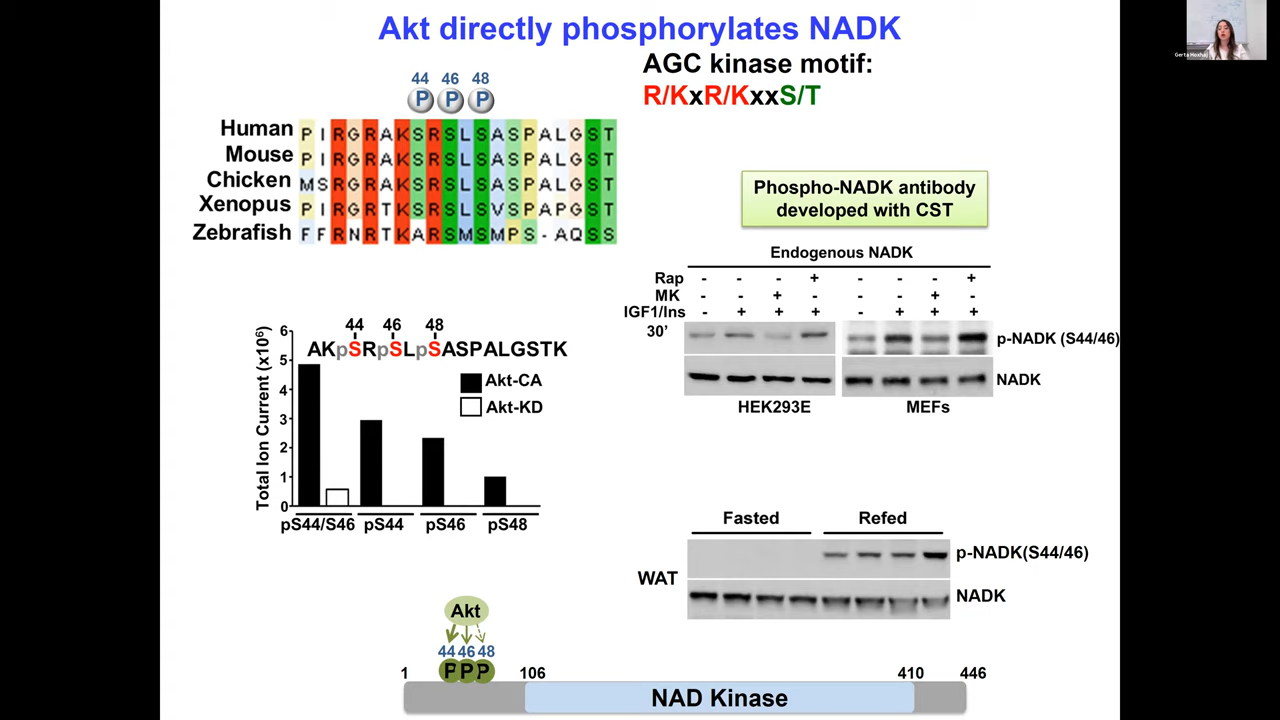 Akt directly phosphorylates NADK
AGC kinase motif:
R/KxR/KxxS/T
44 46 48
P P P
Human PIRGRAKSRSLSASPALGST
Mouse PIRGRAKSRSLSASPALGST
Chicken MSRGRAKSRSLSASPALGST
Xenopus PIRGRTKSRSLSVSPAPGST
Zebrafish FFRNRTKARSMSMPS-AQSS
Phospho-NADK antibody
developed with CST
Endogenous NADK
Rap - - - + - - - +
MK - - + - - - + -
IGF1/Ins - + + + - + + +
30’
p-NADK (S44/46)
NADK
HEK293E MEFs
Total Ion Current (x10⁶)
6
5
4
3
2
1
0
44 46 48
AKpSRpSLpSASPALGSTK
Akt-CA
Akt-KD
pS44/S46 pS44 pS46 pS48
Fasted Refed
p-NADK(S44/46)
WAT
NADK
Akt
44 46 48
P P P
1 106 410 446
NAD Kinase